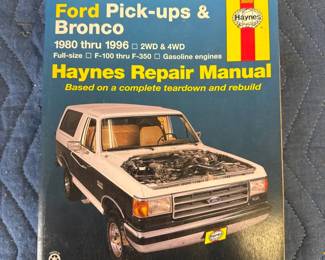 Ford Pick-ups &
Bronco
Haynes
1980 thru 1996 □ 2WD & 4WD
Full-size □ F-100 thru F-350 □ Gasoline engines
Haynes Repair Manual
Based on a complete teardown and rebuild